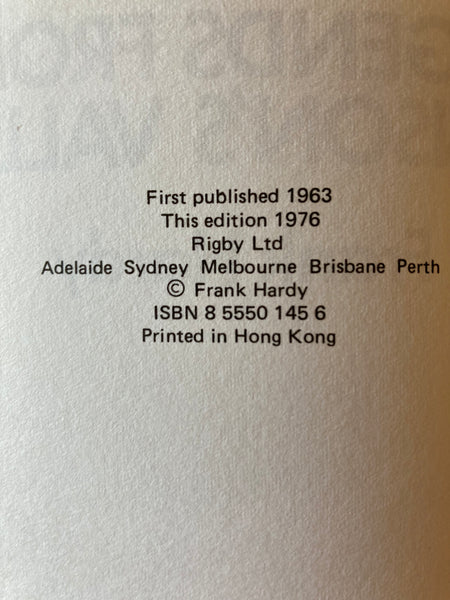 First published 1963
This edition 1976
Rigby Ltd
Adelaide Sydney Melbourne Brisbane Perth
© Frank Hardy
ISBN 8 5550 145 6
Printed in Hong Kong